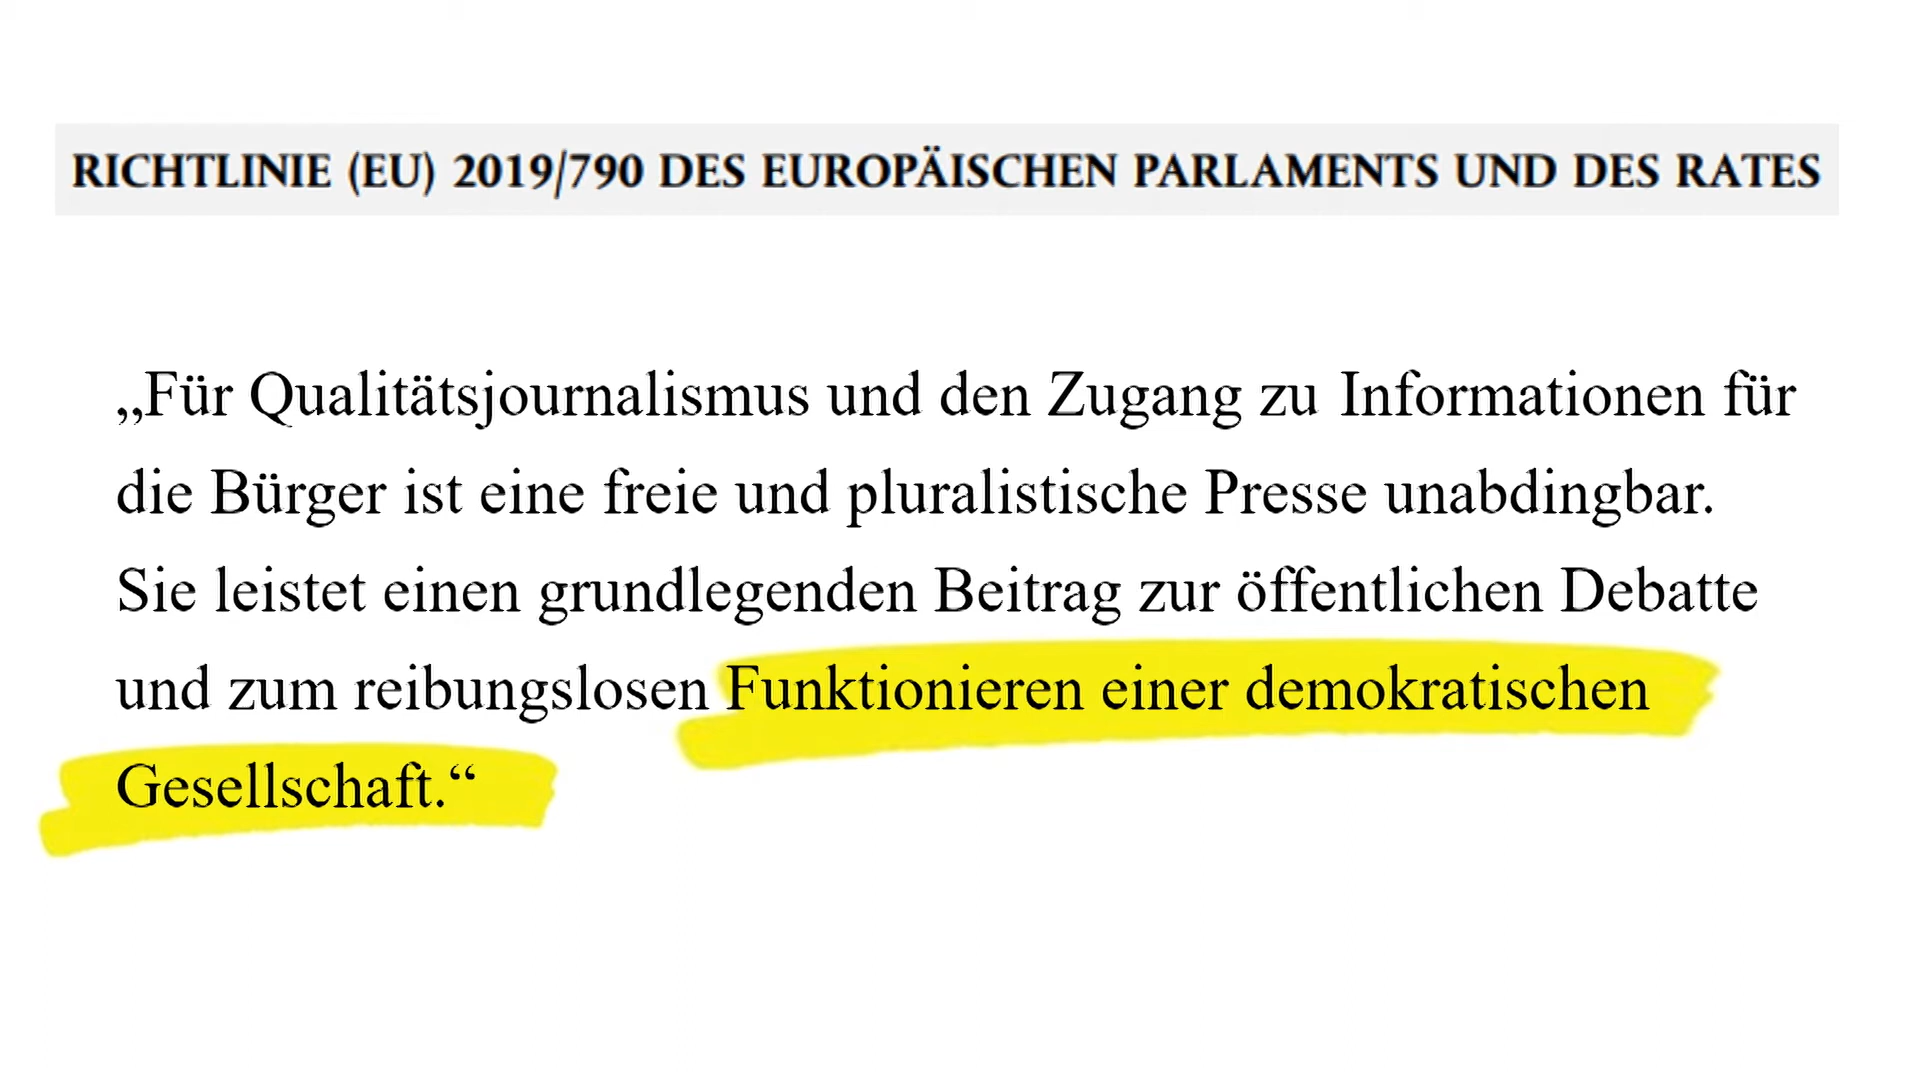 RICHTLINIE (EU) 2019/790 DES EUROPÄISCHEN PARLAMENTS UND DES RATES
„Für Qualitätsjournalismus und den Zugang zu Informationen für
die Bürger ist eine freie und pluralistische Presse unabdingbar.
Sie leistet einen grundlegenden Beitrag zur öffentlichen Debatte
und zum reibungslosen Funktionieren einer demokratischen
Gesellschaft.“